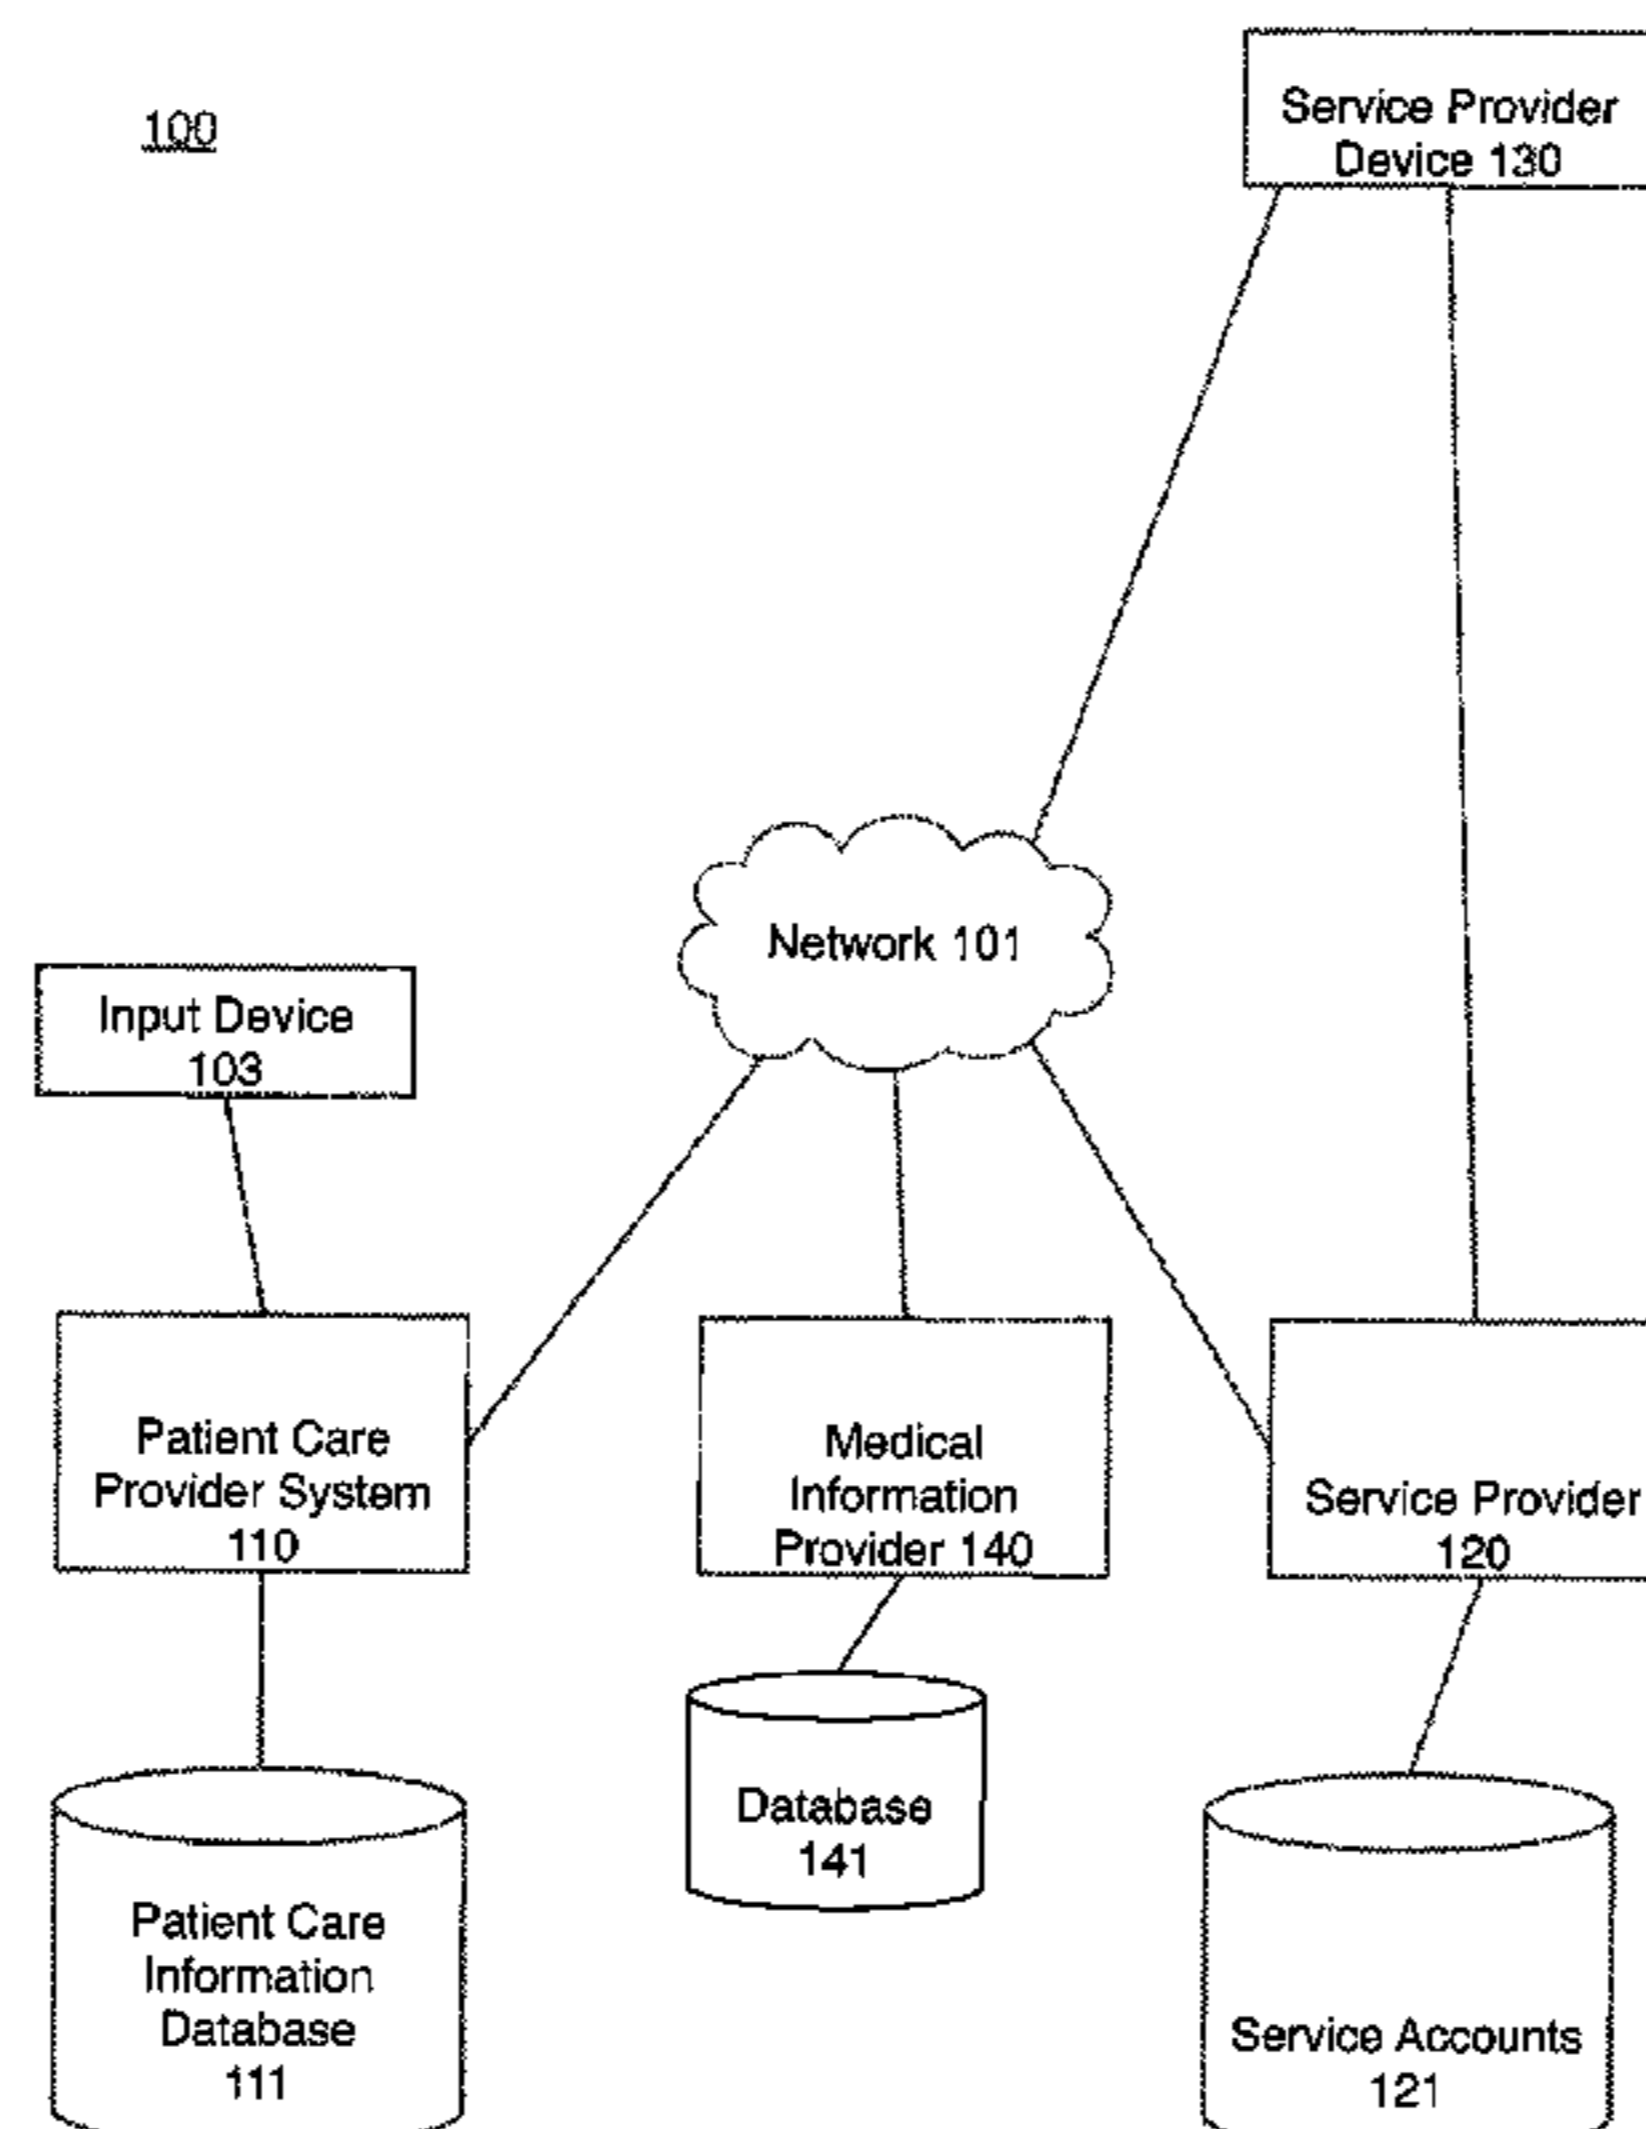 100
Service Provider
Device 130
Network 101
Input Device
103
Patient Care
Provider System
110
Medical
Information
Provider 140
Service Provider
120
Database
141
Patient Care
Information
Database
111
Service Accounts
121